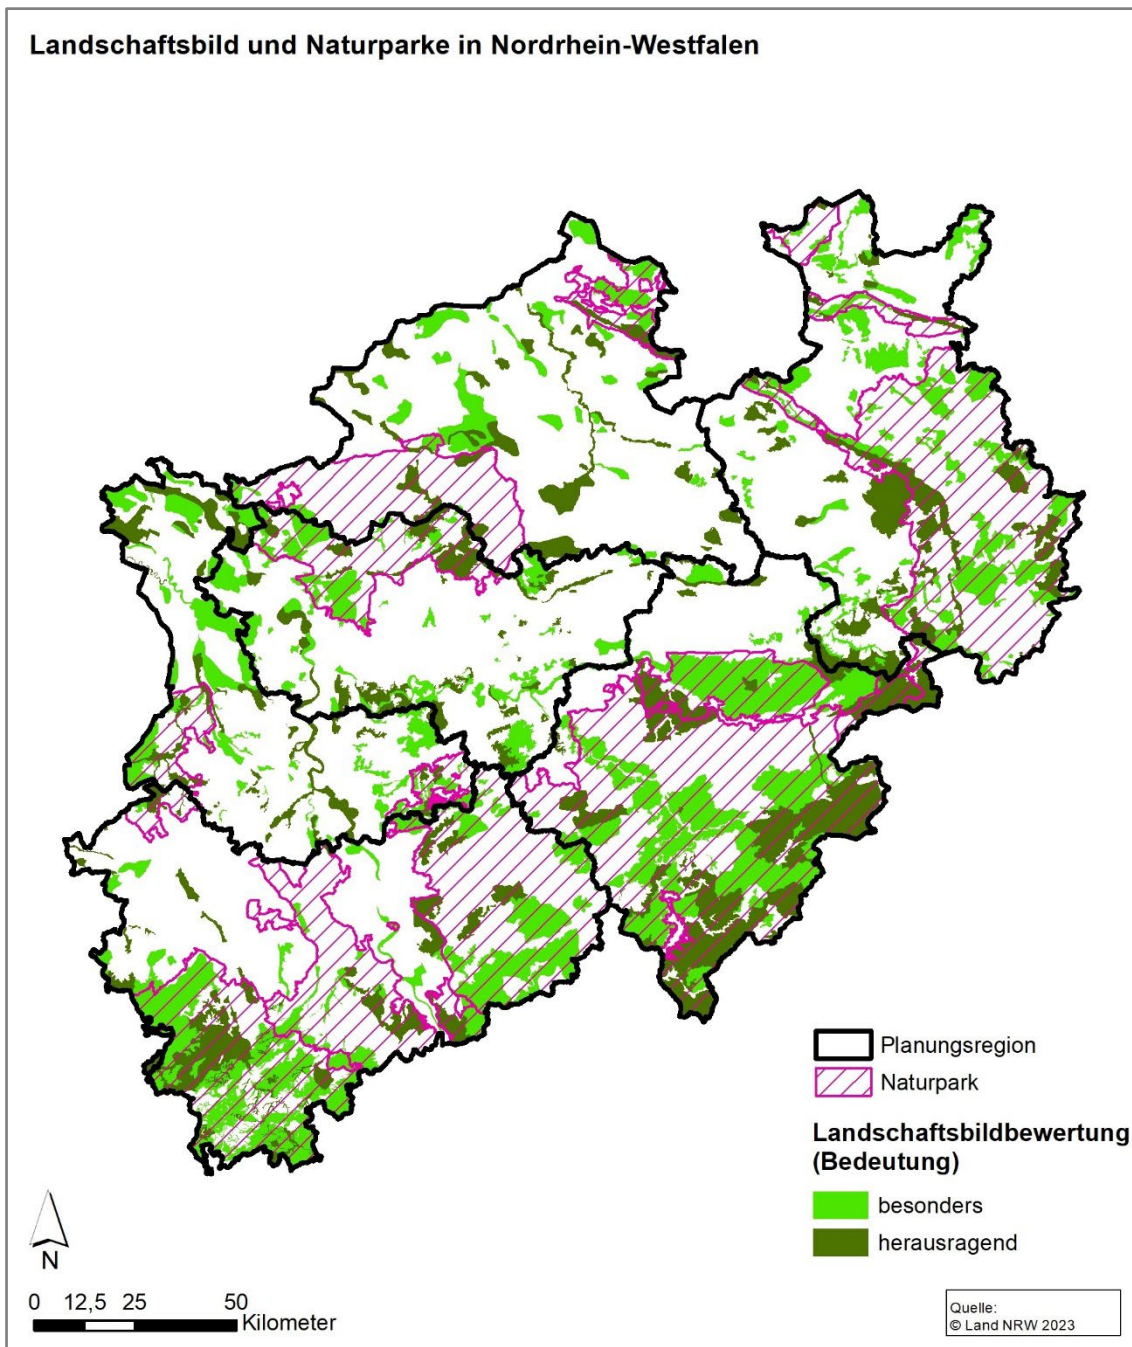 Landschaftsbild und Naturparke in Nordrhein-Westfalen
Planungsregion
Naturpark
Landschaftsbildbewertung
(Bedeutung)
besonders
herausragend
N
0 12,5 25 50
Kilometer
Quelle:
© Land NRW 2023